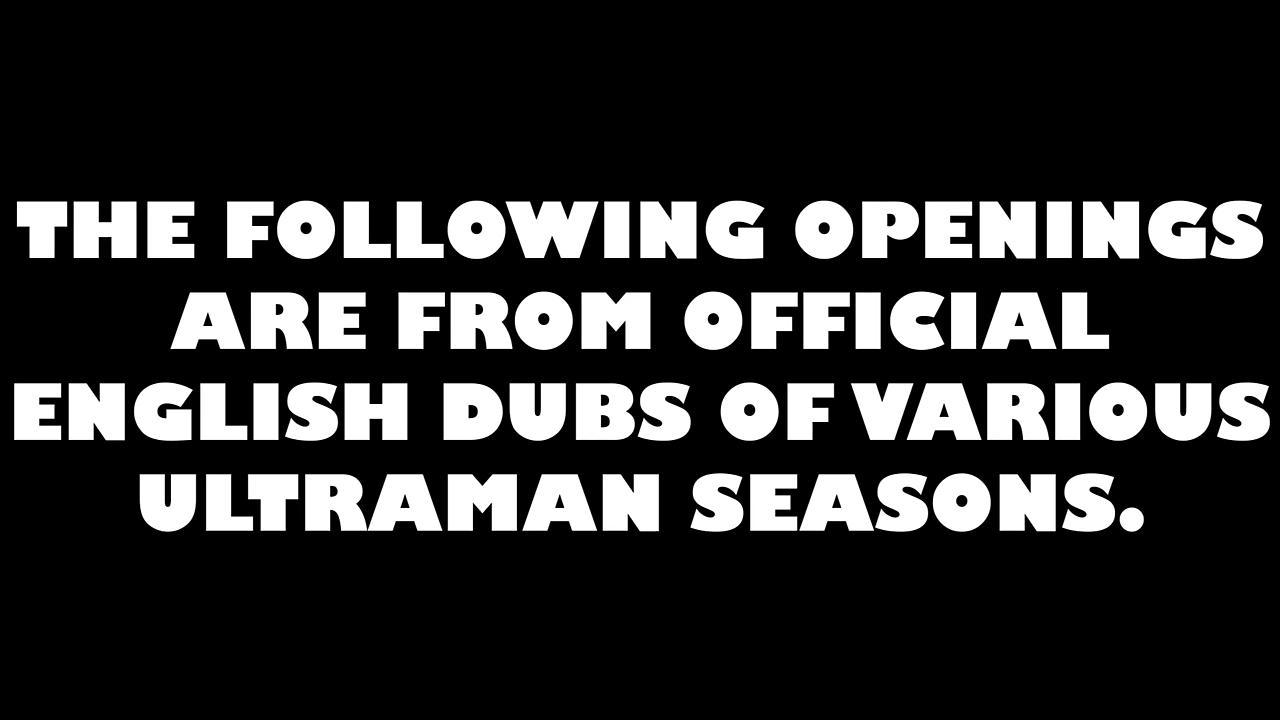 THE FOLLOWING OPENINGS
ARE FROM OFFICIAL
ENGLISH DUBS OF VARIOUS
ULTRAMAN SEASONS.